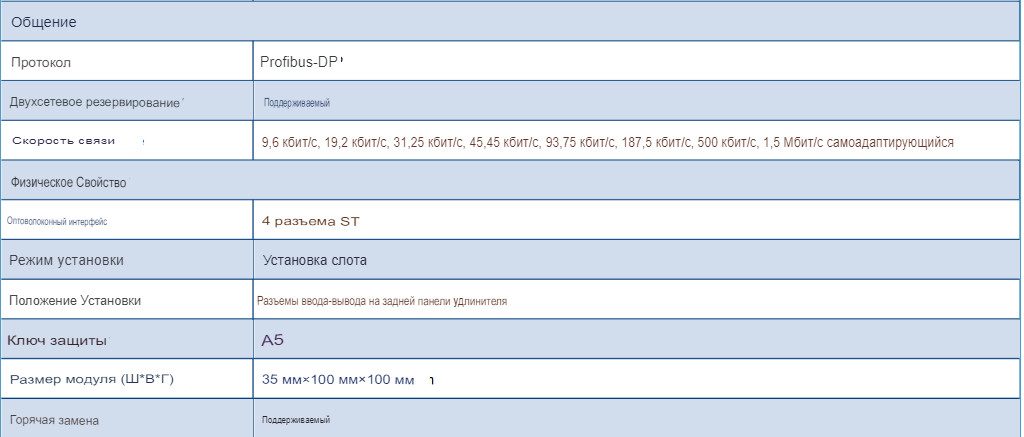 Общение
Протокол Profibus-DP
Двухсетевое резервирование Поддерживаемый
Скорость связи 9,6 кбит/с, 19,2 кбит/с, 31,25 кбит/с, 45,45 кбит/с, 93,75 кбит/с, 187,5 кбит/с, 500 кбит/с, 1,5 Мбит/с самоадаптирующийся
Физическое Свойство
Оптоволоконный интерфейс 4 разъема ST
Режим установки Установка слота
Положение Установки Разъемы ввода-вывода на задней панели удлинителя
Ключ защиты A5
Размер модуля (Ш*В*Г) 35 мм×100 мм×100 мм
Горячая замена Поддерживаемый